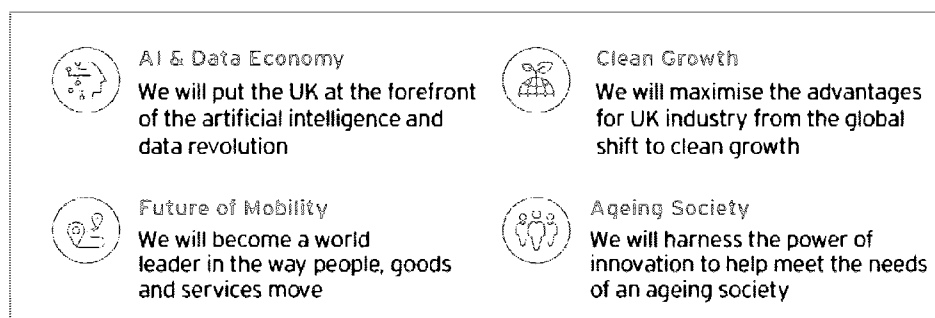 AI & Data Economy
We will put the UK at the forefront
of the artificial intelligence and
data revolution
Clean Growth
We will maximise the advantages
for UK industry from the global
shift to clean growth
Future of Mobility
We will become a world
leader in the way people, goods
and services move
Ageing Society
We will harness the power of
innovation to help meet the needs
of an ageing society